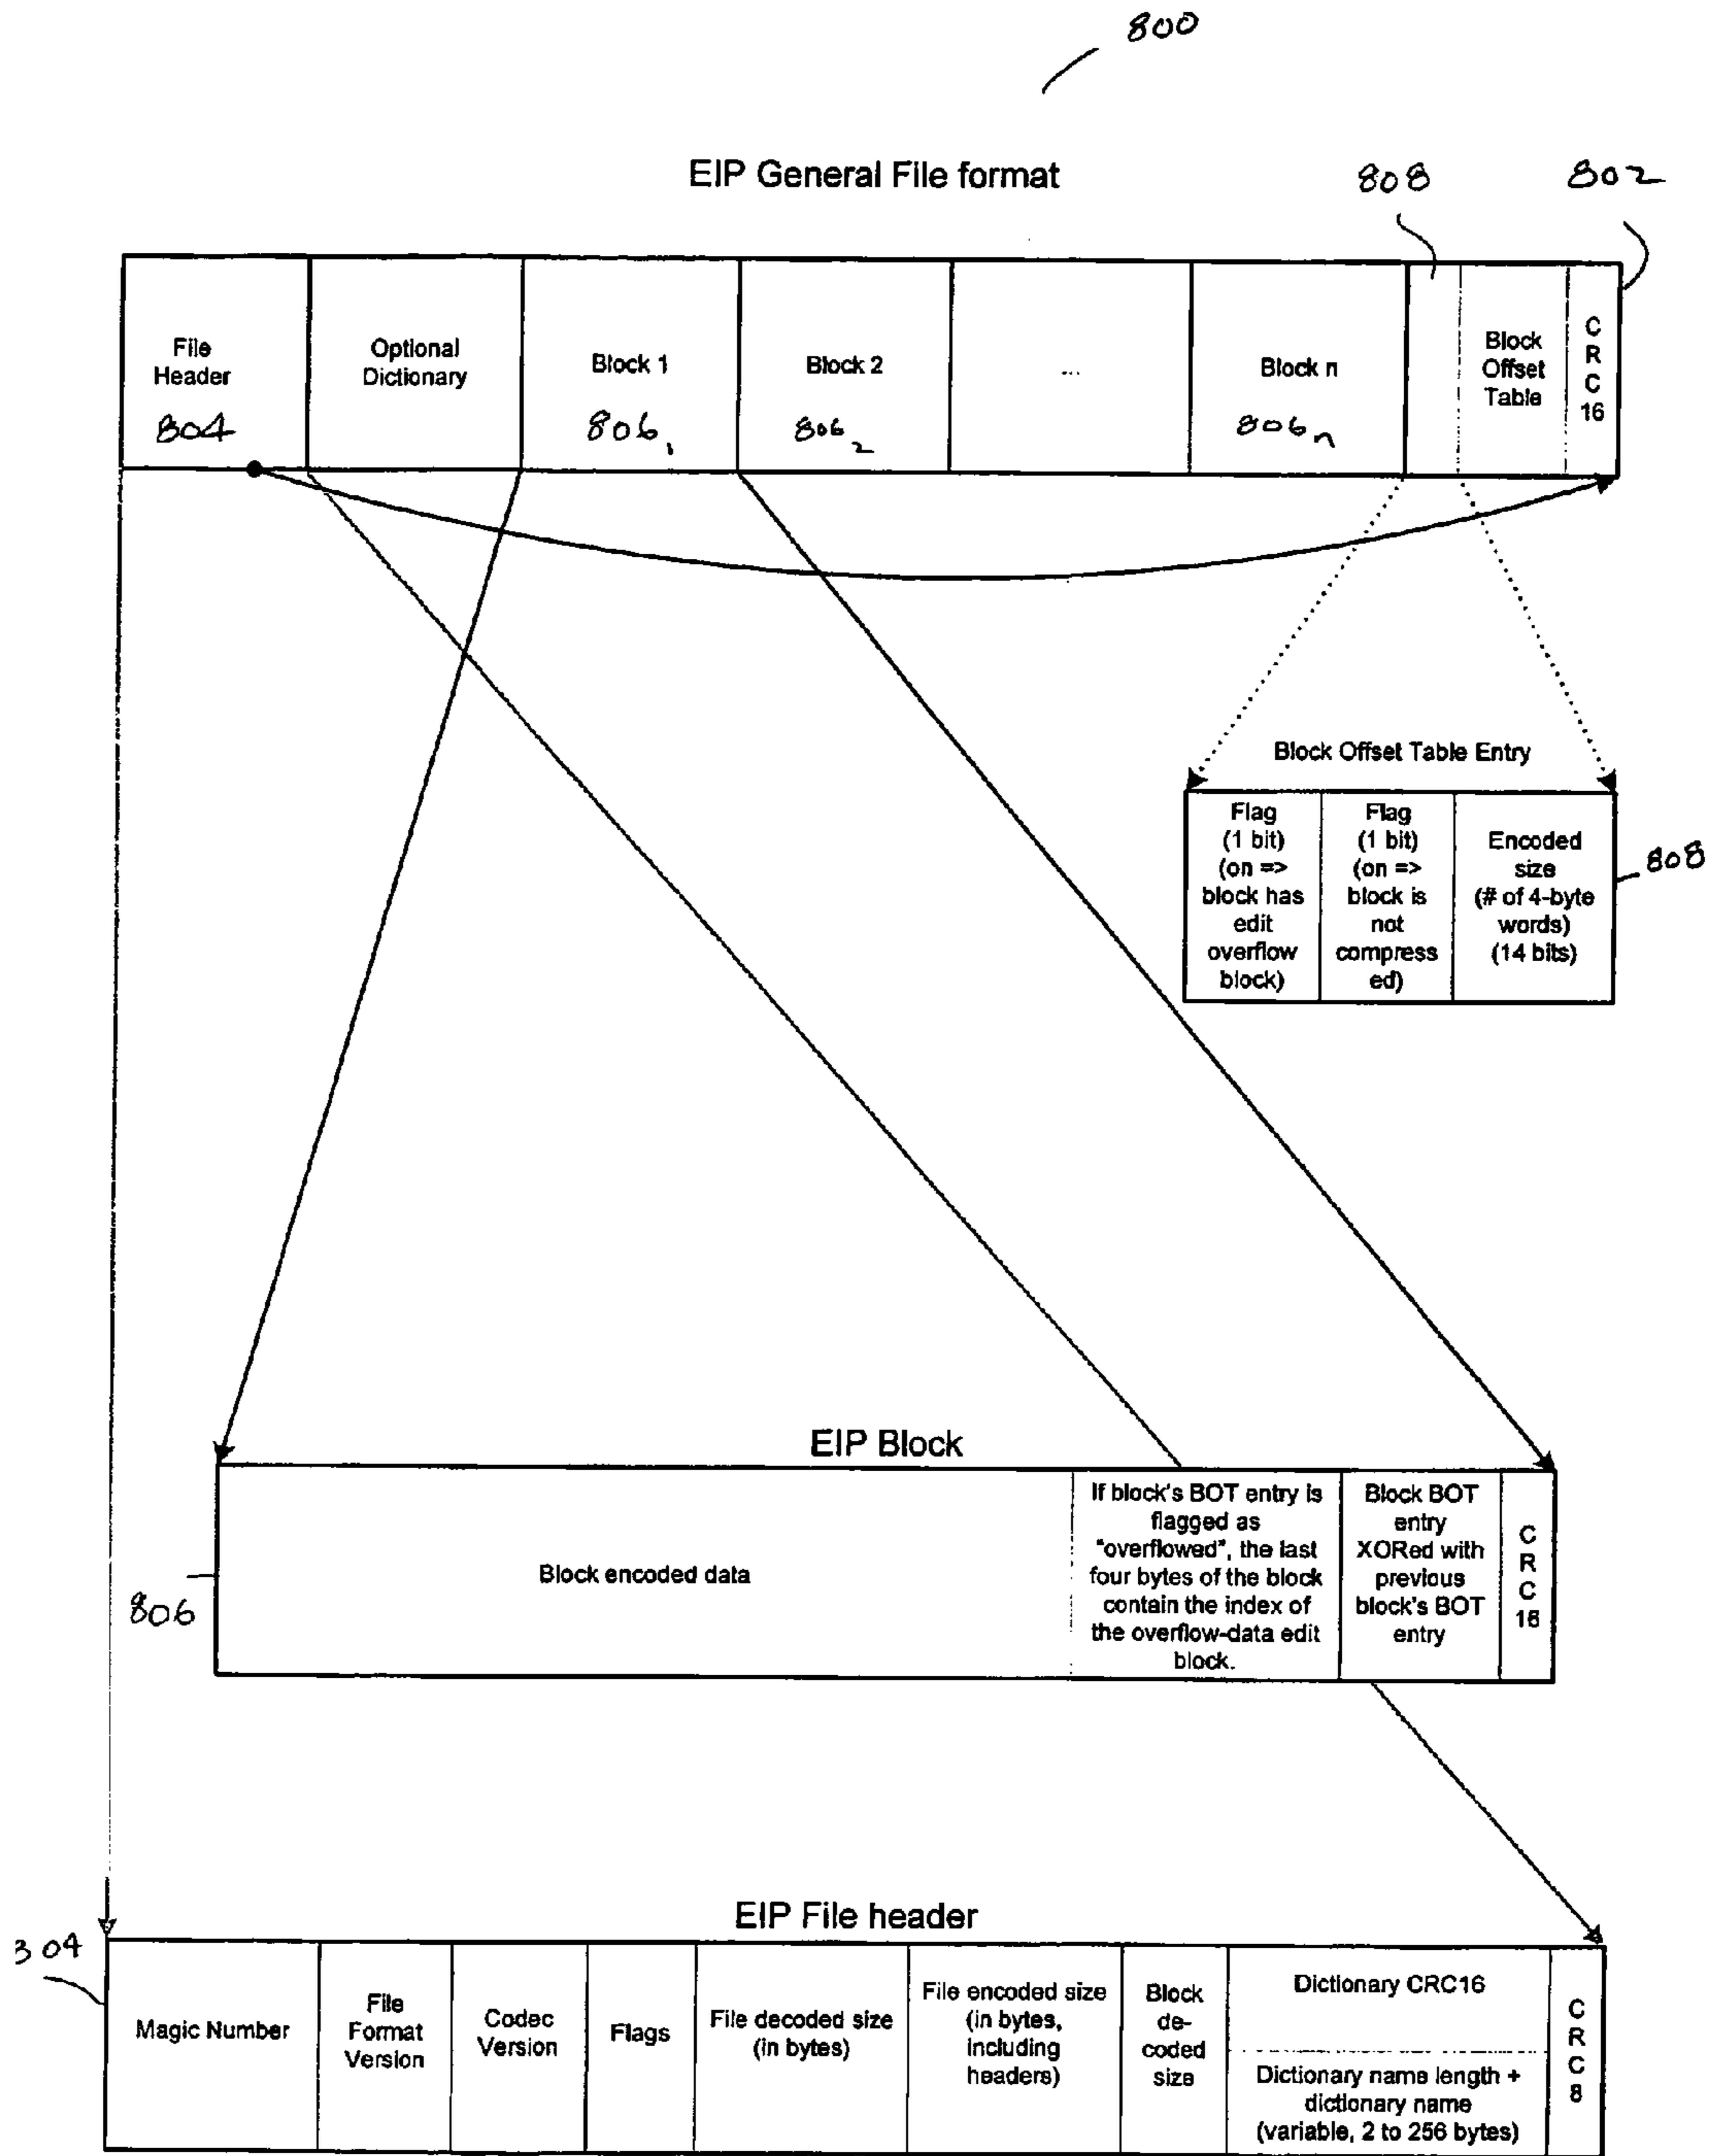 800
EIP General File format
808
802
File
Header
804
Optional
Dictionary
Block 1
806 1
Block 2
806 2
...
Block n
806 n
Block
Offset
Table
C
R
C
16
Block Offset Table Entry
Flag
(1 bit)
(on =>
block has
edit
overflow
block)
Flag
(1 bit)
(on =>
block is
not
compress
ed)
Encoded
size
(# of 4-byte
words)
(14 bits)
808
EIP Block
806
Block encoded data
If block's BOT entry is
flagged as
"overflowed", the last
four bytes of the block
contain the index of
the overflow-data edit
block.
Block BOT
entry
XORed with
previous
block's BOT
entry
C
R
C
16
EIP File header
304
Magic Number
File
Format
Version
Codec
Version
Flags
File decoded size
(in bytes)
File encoded size
(in bytes,
including
headers)
Block
de-
coded
size
Dictionary CRC16
Dictionary name length +
dictionary name
(variable, 2 to 256 bytes)
C
R
C
8